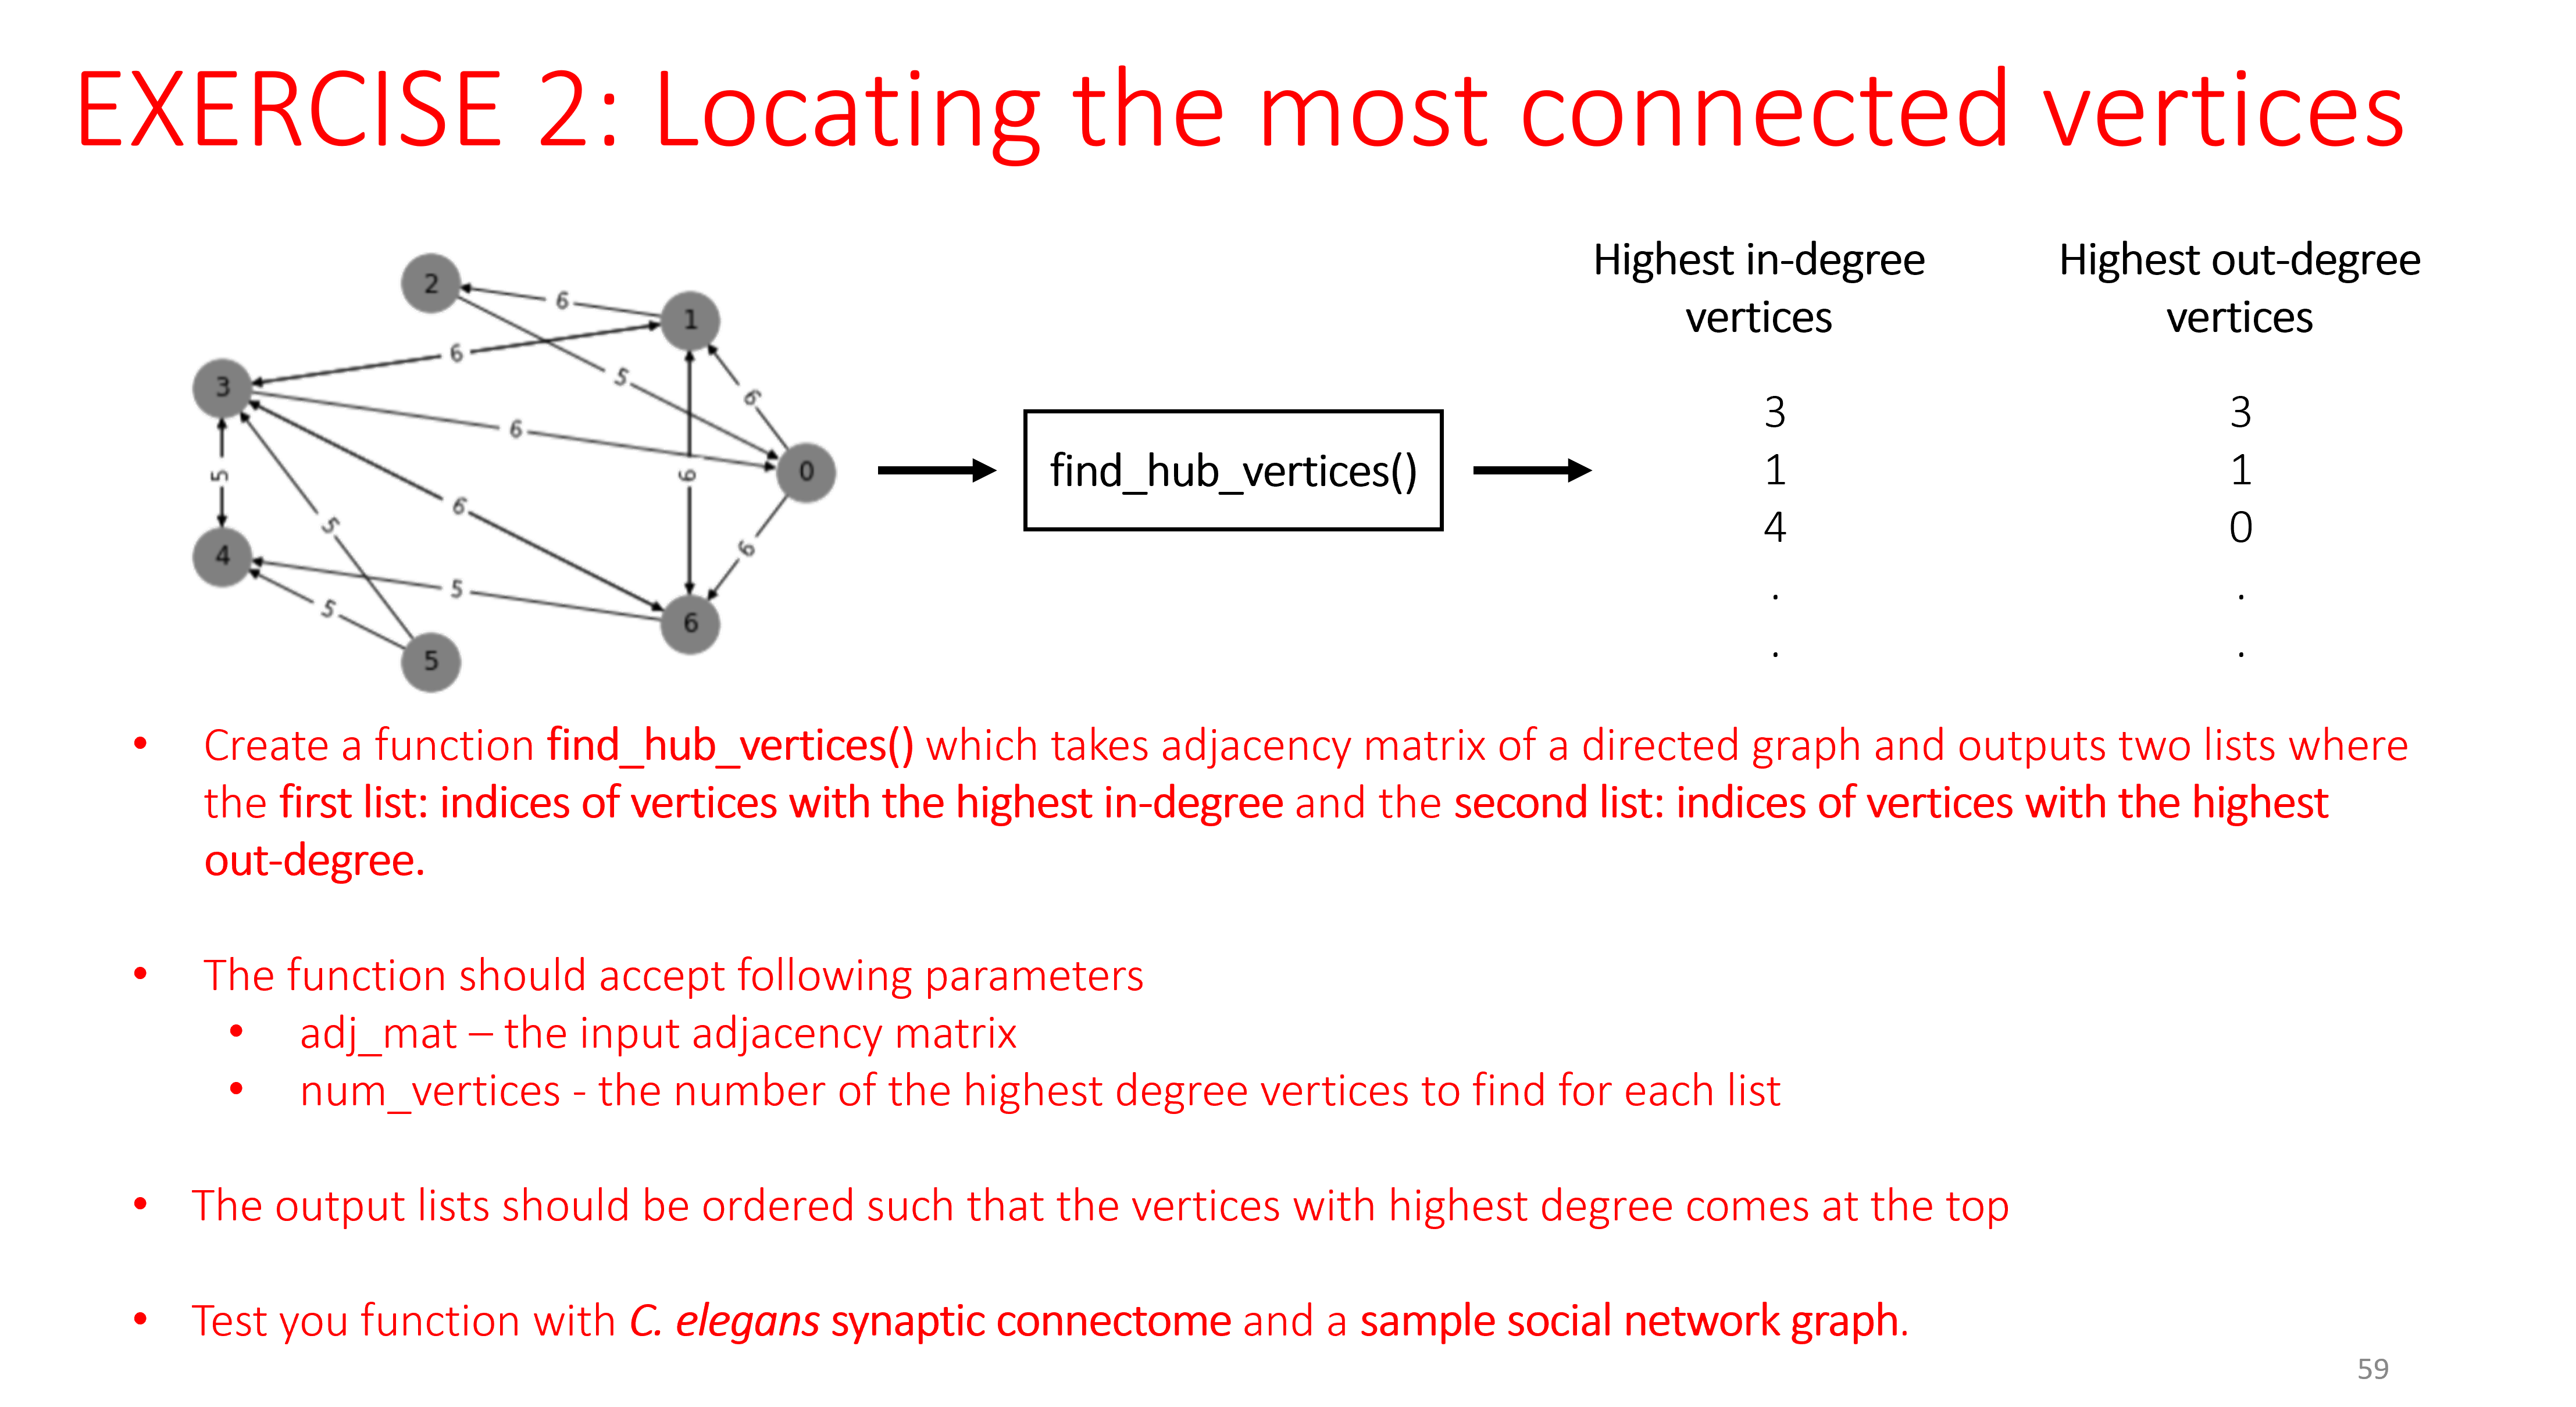 EXERCISE 2: Locating the most connected vertices
2
6
1
3
6
5
6
6
0
5
6
6
5
6
4
5
5
6
5
find_hub_vertices()
Highest in-degree
vertices
3
1
4
.
.
Highest out-degree
vertices
3
1
0
.
.
• Create a function find_hub_vertices() which takes adjacency matrix of a directed graph and outputs two lists where
the first list: indices of vertices with the highest in-degree and the second list: indices of vertices with the highest
out-degree.
• The function should accept following parameters
• adj_mat – the input adjacency matrix
• num_vertices - the number of the highest degree vertices to find for each list
• The output lists should be ordered such that the vertices with highest degree comes at the top
• Test you function with C. elegans synaptic connectome and a sample social network graph.
59